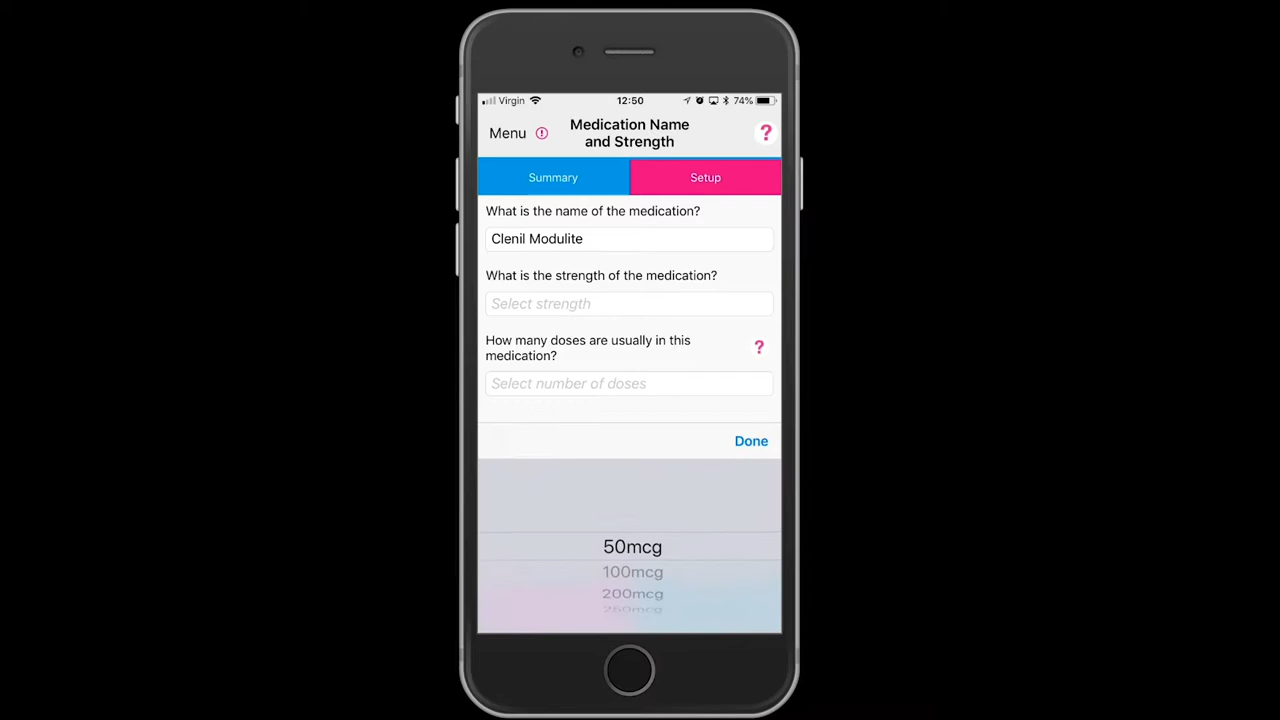 Virgin 12:50 74%
Menu
Medication Name
and Strength
?
Summary Setup
What is the name of the medication?
Clenil Modulite
What is the strength of the medication?
Select strength
How many doses are usually in this
medication?
?
Select number of doses
Done
50mcg
100mcg
200mcg
250mcg